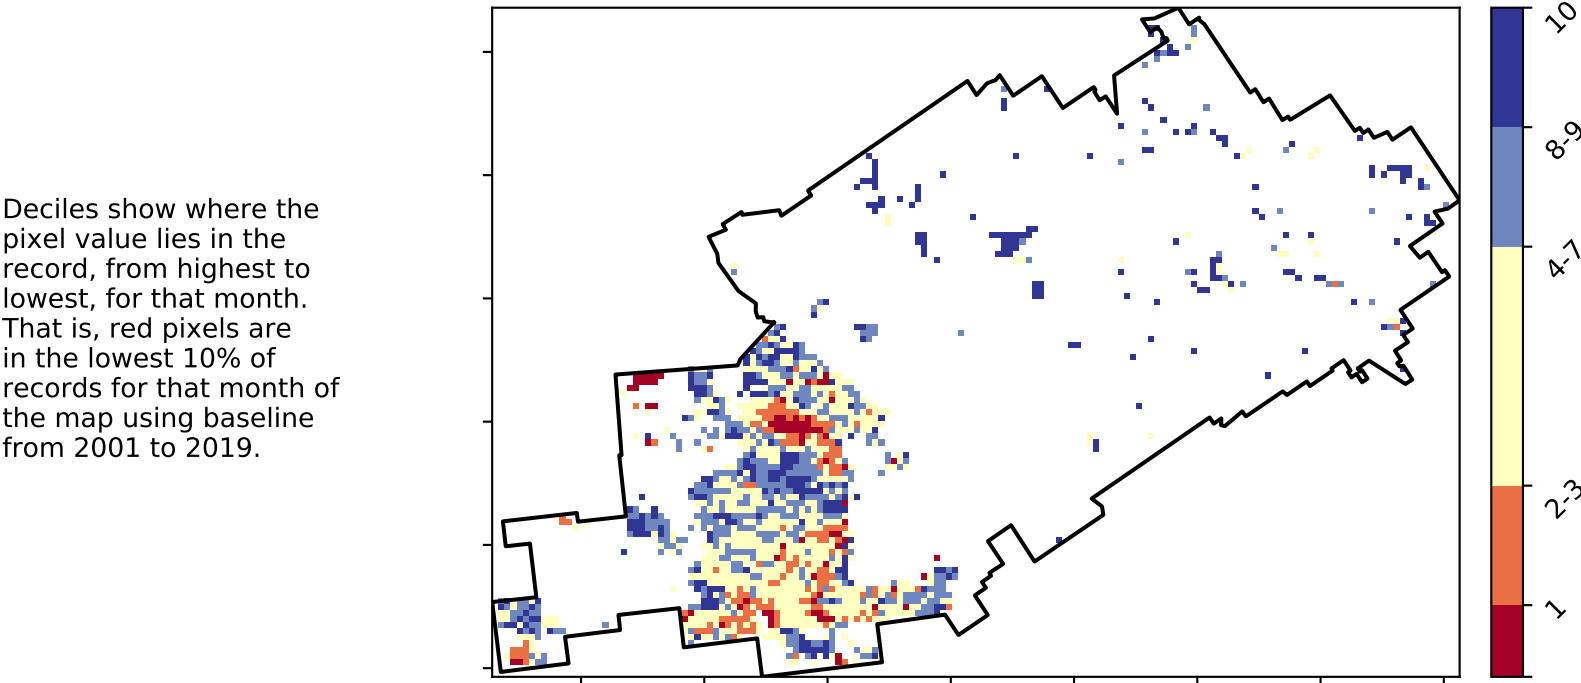 Deciles show where the
pixel value lies in the
record, from highest to
lowest, for that month.
That is, red pixels are
in the lowest 10% of
records for that month of
the map using baseline
from 2001 to 2019.
10
8-9
4-7
2-3
1